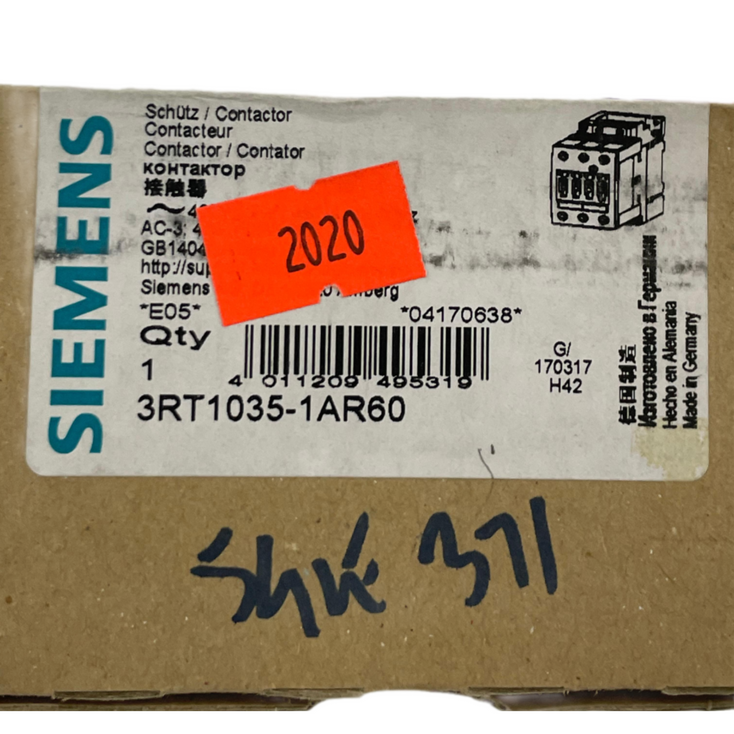 SIEMENS
Schütz / Contactor
Contacteur
Contactor / Contator
контактор
接触器
AC-3; 4
GB1404
http://su
Siemens
2020
*E05*
*04170638*
Qty
1
4 011209 495319
3RT1035-1AR60
G/
170317
H42
德国制造
Изготовлено в Германии
Hecho en Alemania
Made in Germany
371